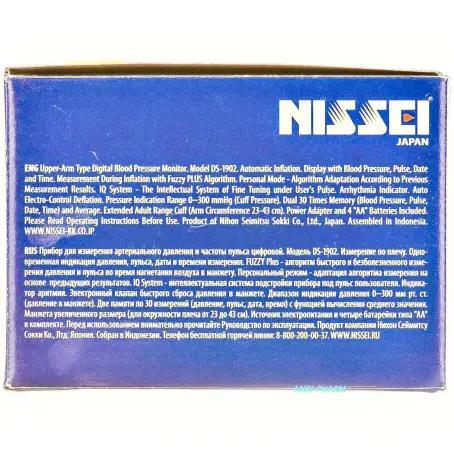 NISSEI®
JAPAN
ENG Upper-Arm Type Digital Blood Pressure Monitor. Model DS-1902. Automatic Inflation. Display with Blood Pressure, Pulse, Date
and Time. Measurement During Inflation with Fuzzy PLUS Algorithm. Personal Mode - Algorithm Adaptation According to Previous
Measurement Results. IQ System - The Intellectual System of Fine Tuning under User's Pulse. Arrhythmia Indicator. Auto
Electro-Control Deflation. Pressure Indication Range 0–300 mmHg (Cuff Pressure). Dual 30 Times Memory (Blood Pressure, Pulse,
Date, Time) and Average. Extended Adult Range Cuff (Arm Circumference 23-43 cm). Power Adapter and 4 "AA" Batteries Included.
Please Read Operating Instructions Before Use. Product of Nihon Seimitsu Sokki Co., Ltd, Japan. Assembled in Indonesia.
WWW.NISSEI-KK.CO.JP
RUS Прибор для измерения артериального давления и частоты пульса цифровой. Модель DS-1902. Измерение по плечу. Одно-
временная индикация давления, пульса, даты и времени измерения. FUZZY Plus - алгоритм быстрого и безболезненного измере-
ния давления и пульса во время нагнетания воздуха в манжету. Персональный режим - адаптация алгоритма измерения на
основе предыдущих результатов. IQ System - интеллектуальная система подстройки прибора под пульс пользователя. Индика-
тор аритмии. Электронный клапан быстрого сброса давления в манжете. Диапазон индикации давления 0–300 мм рт. ст.
(давление в манжете). Две памяти по 30 измерений (давление, пульс, дата, время) с функцией вычисления среднего значения.
Манжета увеличенного размера (для окружности плеча от 23 до 43 см). Источник электропитания и четыре батарейки типа "АА"
в комплекте. Перед использованием внимательно прочитайте Руководство по эксплуатации. Продукт компании Нихон Сеймитсу
Сокки Ко., Лтд. Япония. Собран в Индонезии. Телефон бесплатной горячей линии: 8-800-200-00-37. WWW.NISSEI.RU